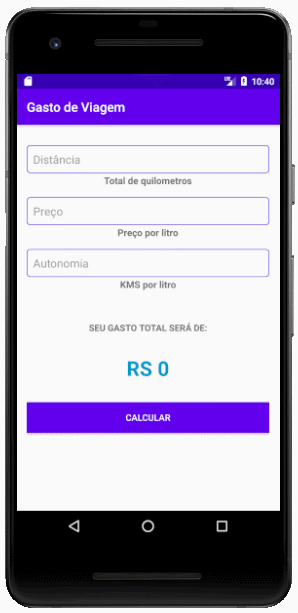 10:40
Gasto de Viagem
Distância
Total de quilometros
Preço
Preço por litro
Autonomia
KMS por litro
SEU GASTO TOTAL SERÁ DE:
RS 0
CALCULAR